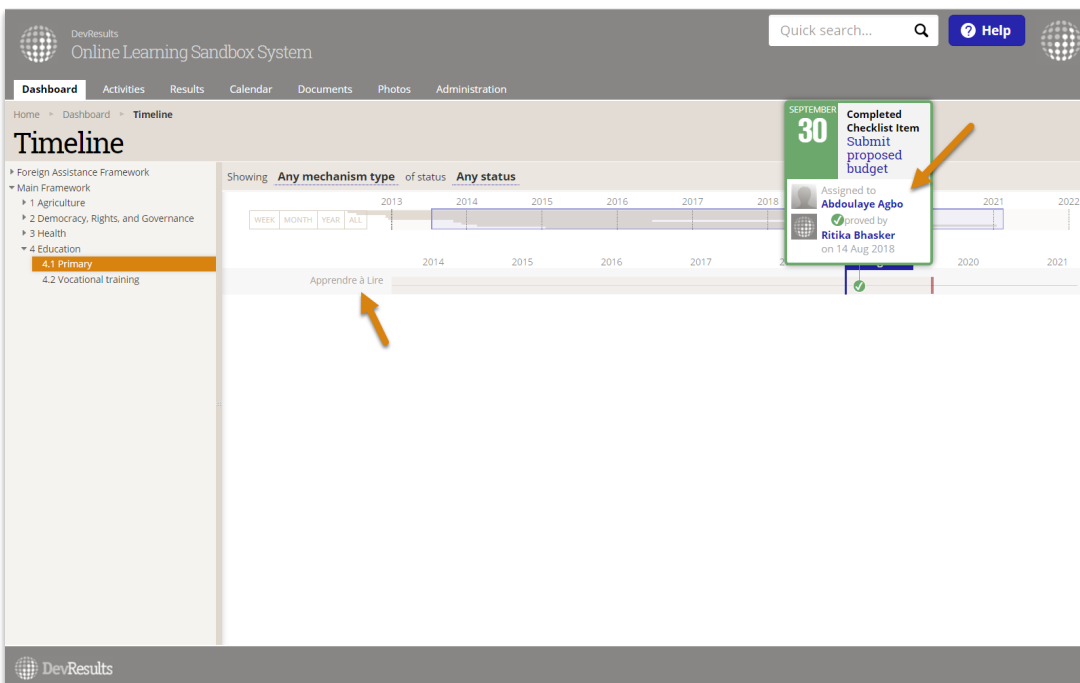 DevResults
Online Learning Sandbox System
Quick search...
Help
Dashboard Activities Results Calendar Documents Photos Administration
Home Dashboard Timeline
Timeline
Foreign Assistance Framework
Main Framework
1 Agriculture
2 Democracy, Rights, and Governance
3 Health
4 Education
4.1 Primary
4.2 Vocational training
Showing Any mechanism type of status Any status
WEEK MONTH YEAR ALL
2013 2014 2015 2016 2017 2018 2021 2022
2014 2015 2016 2017 2020 2021
Apprendre à Lire
SEPTEMBER
30
Completed
Checklist Item
Submit
proposed
budget
Assigned to
Abdoulaye Agbo
proved by
Ritika Bhasker
on 14 Aug 2018
DevResults